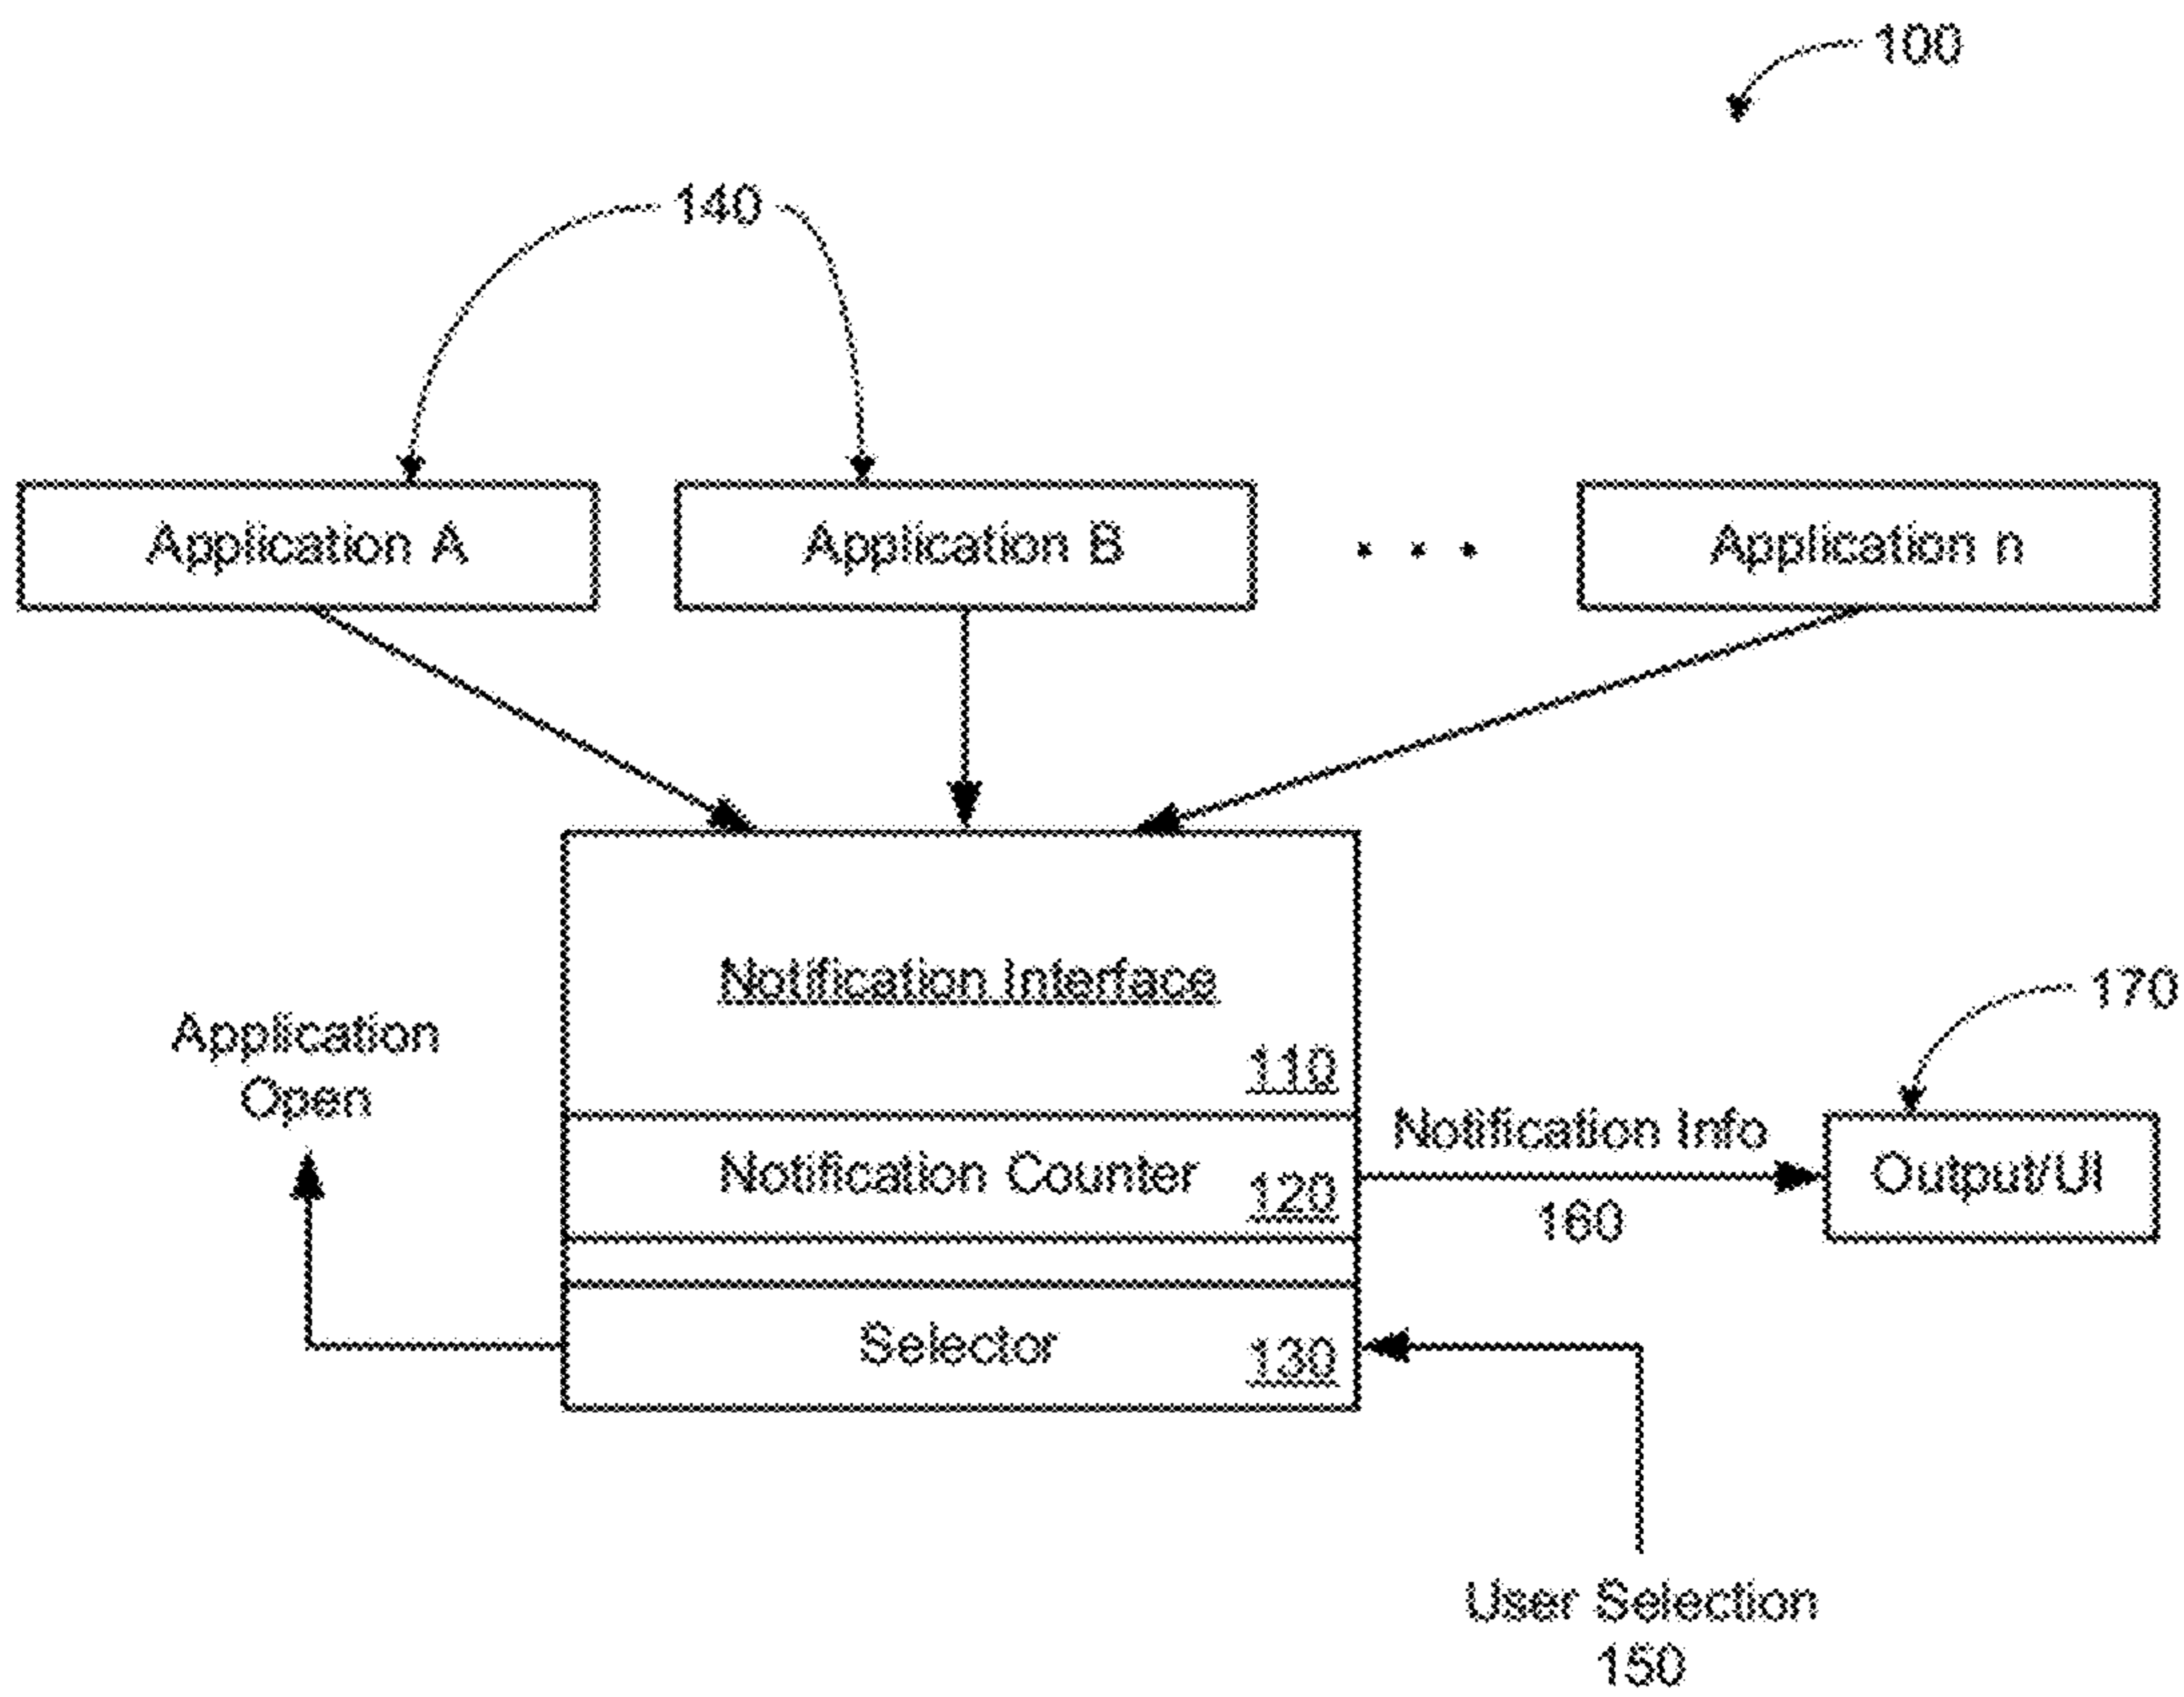 100
140
Application A
Application B
. . .
Application n
Notification Interface
110
Application
Open
170
Notification Info
160
Output/UI
Notification Counter
120
Selector
130
User Selection
150